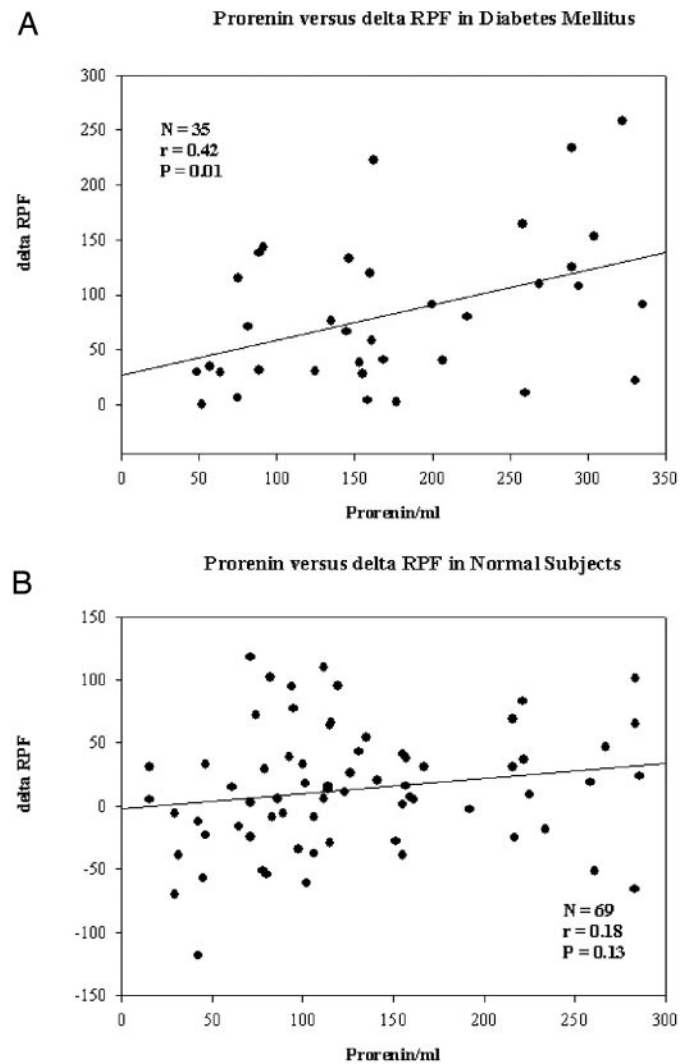 A
Prorenin versus delta RPF in Diabetes Mellitus
300
250
200
150
100
50
0
delta RPF
N = 35
r = 0.42
P = 0.01
0 50 100 150 200 250 300 350
Prorenin/ml
B
Prorenin versus delta RPF in Normal Subjects
150
100
50
0
-50
-100
-150
delta RPF
N = 69
r = 0.18
P = 0.13
0 50 100 150 200 250 300
Prorenin/ml